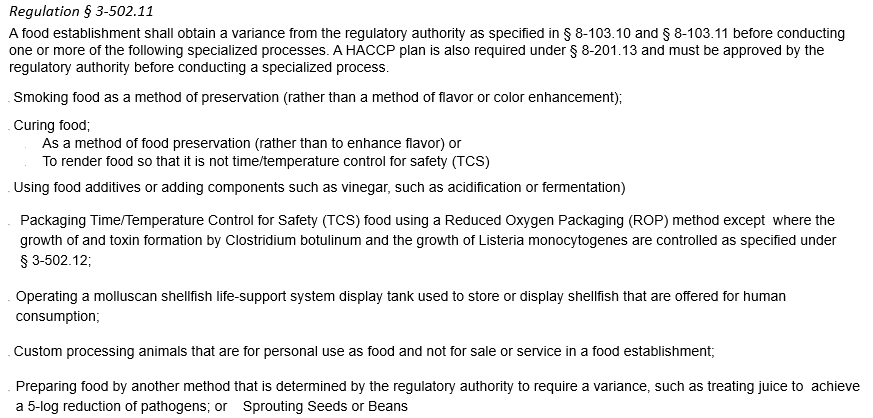 Regulation § 3-502.11
A food establishment shall obtain a variance from the regulatory authority as specified in § 8-103.10 and § 8-103.11 before conducting
one or more of the following specialized processes. A HACCP plan is also required under § 8-201.13 and must be approved by the
regulatory authority before conducting a specialized process.
Smoking food as a method of preservation (rather than a method of flavor or color enhancement);
Curing food;
As a method of food preservation (rather than to enhance flavor) or
To render food so that it is not time/temperature control for safety (TCS)
Using food additives or adding components such as vinegar, such as acidification or fermentation)
Packaging Time/Temperature Control for Safety (TCS) food using a Reduced Oxygen Packaging (ROP) method except where the
growth of and toxin formation by Clostridium botulinum and the growth of Listeria monocytogenes are controlled as specified under
§ 3-502.12;
Operating a molluscan shellfish life-support system display tank used to store or display shellfish that are offered for human
consumption;
Custom processing animals that are for personal use as food and not for sale or service in a food establishment;
Preparing food by another method that is determined by the regulatory authority to require a variance, such as treating juice to achieve
a 5-log reduction of pathogens; or Sprouting Seeds or Beans